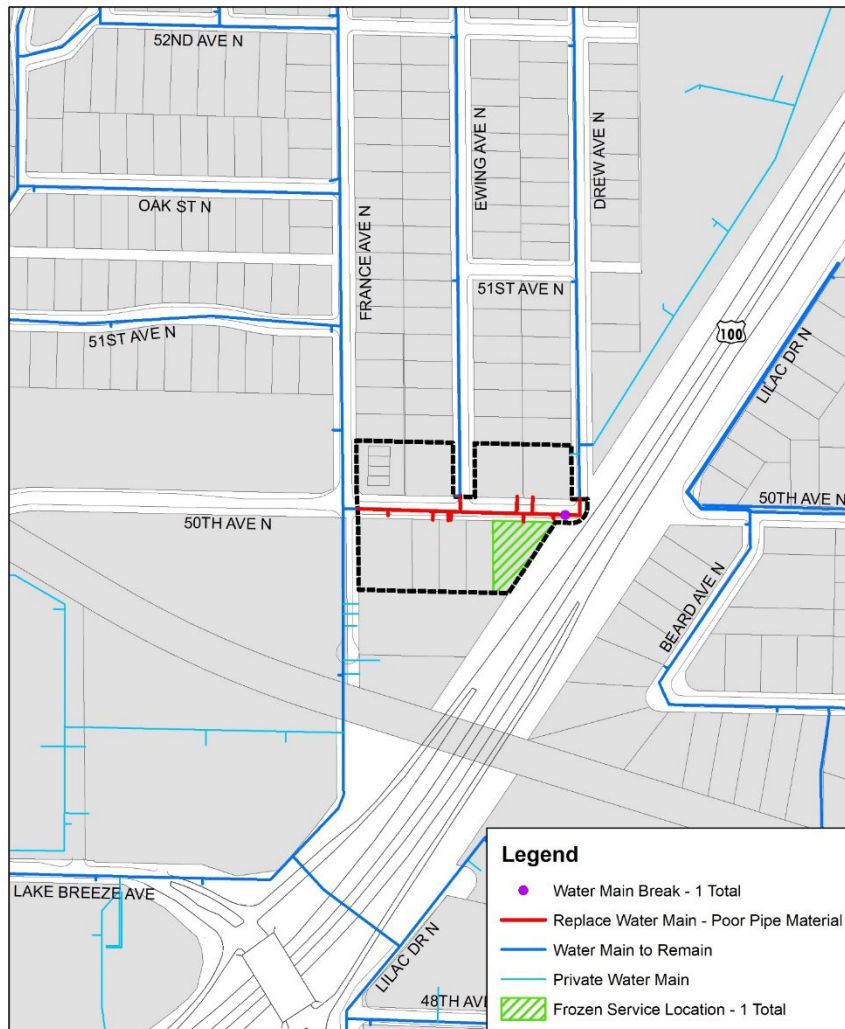 52ND AVE N
EWING AVE N
DREW AVE N
OAK ST N
FRANCE AVE N
51ST AVE N
51ST AVE N
100
LILAC DR N
50TH AVE N
50TH AVE N
BEARD AVE N
LAKE BREEZE AVE
LILAC DR N
48TH AVE
Legend
Water Main Break - 1 Total
Replace Water Main - Poor Pipe Material
Water Main to Remain
Private Water Main
Frozen Service Location - 1 Total